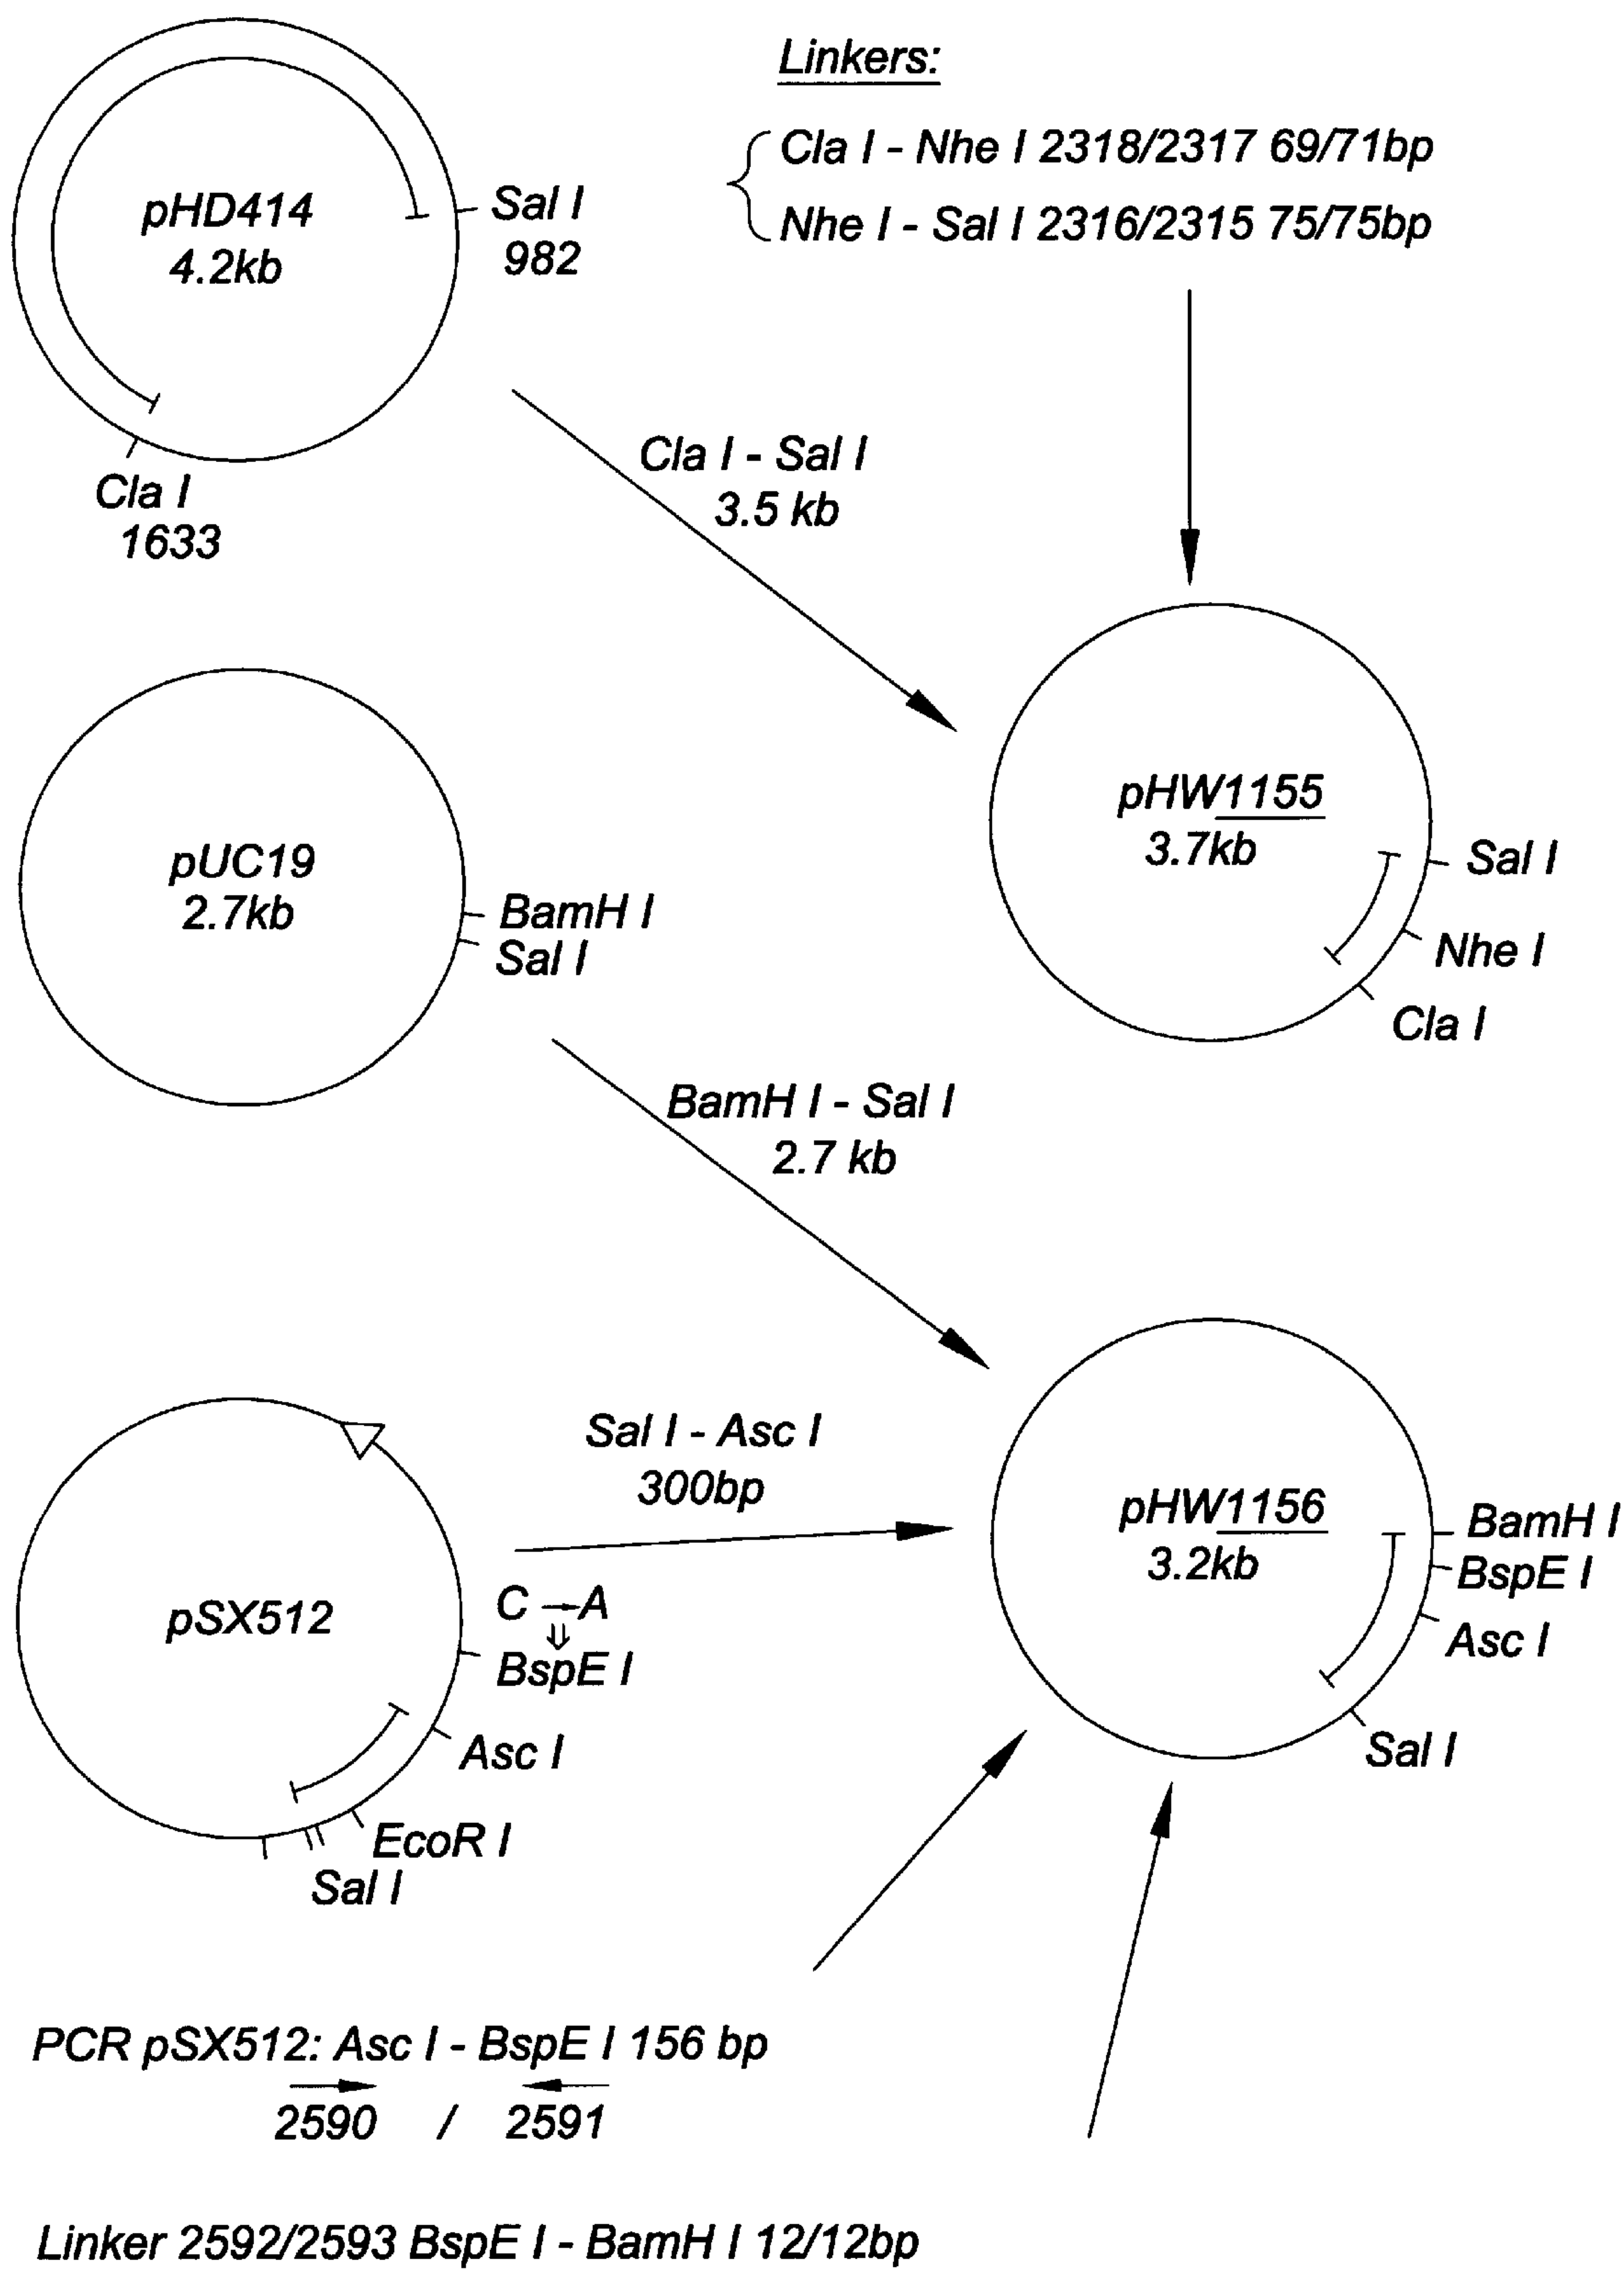 Linkers:
Cla I - Nhe I 2318/2317 69/71bp
Nhe I - Sal I 2316/2315 75/75bp
pHD414
4.2kb
Sal I
982
Cla I
1633
Cla I - Sal I
3.5 kb
pHW1155
3.7kb
Sal I
Nhe I
Cla I
pUC19
2.7kb
BamH I
Sal I
BamH I - Sal I
2.7 kb
pSX512
Sal I - Asc I
300bp
C → A
⇓
BspE I
Asc I
EcoR I
Sal I
pHW1156
3.2kb
BamH I
BspE I
Asc I
Sal I
PCR pSX512: Asc I - BspE I 156 bp
2590 / 2591
Linker 2592/2593 BspE I - BamH I 12/12bp